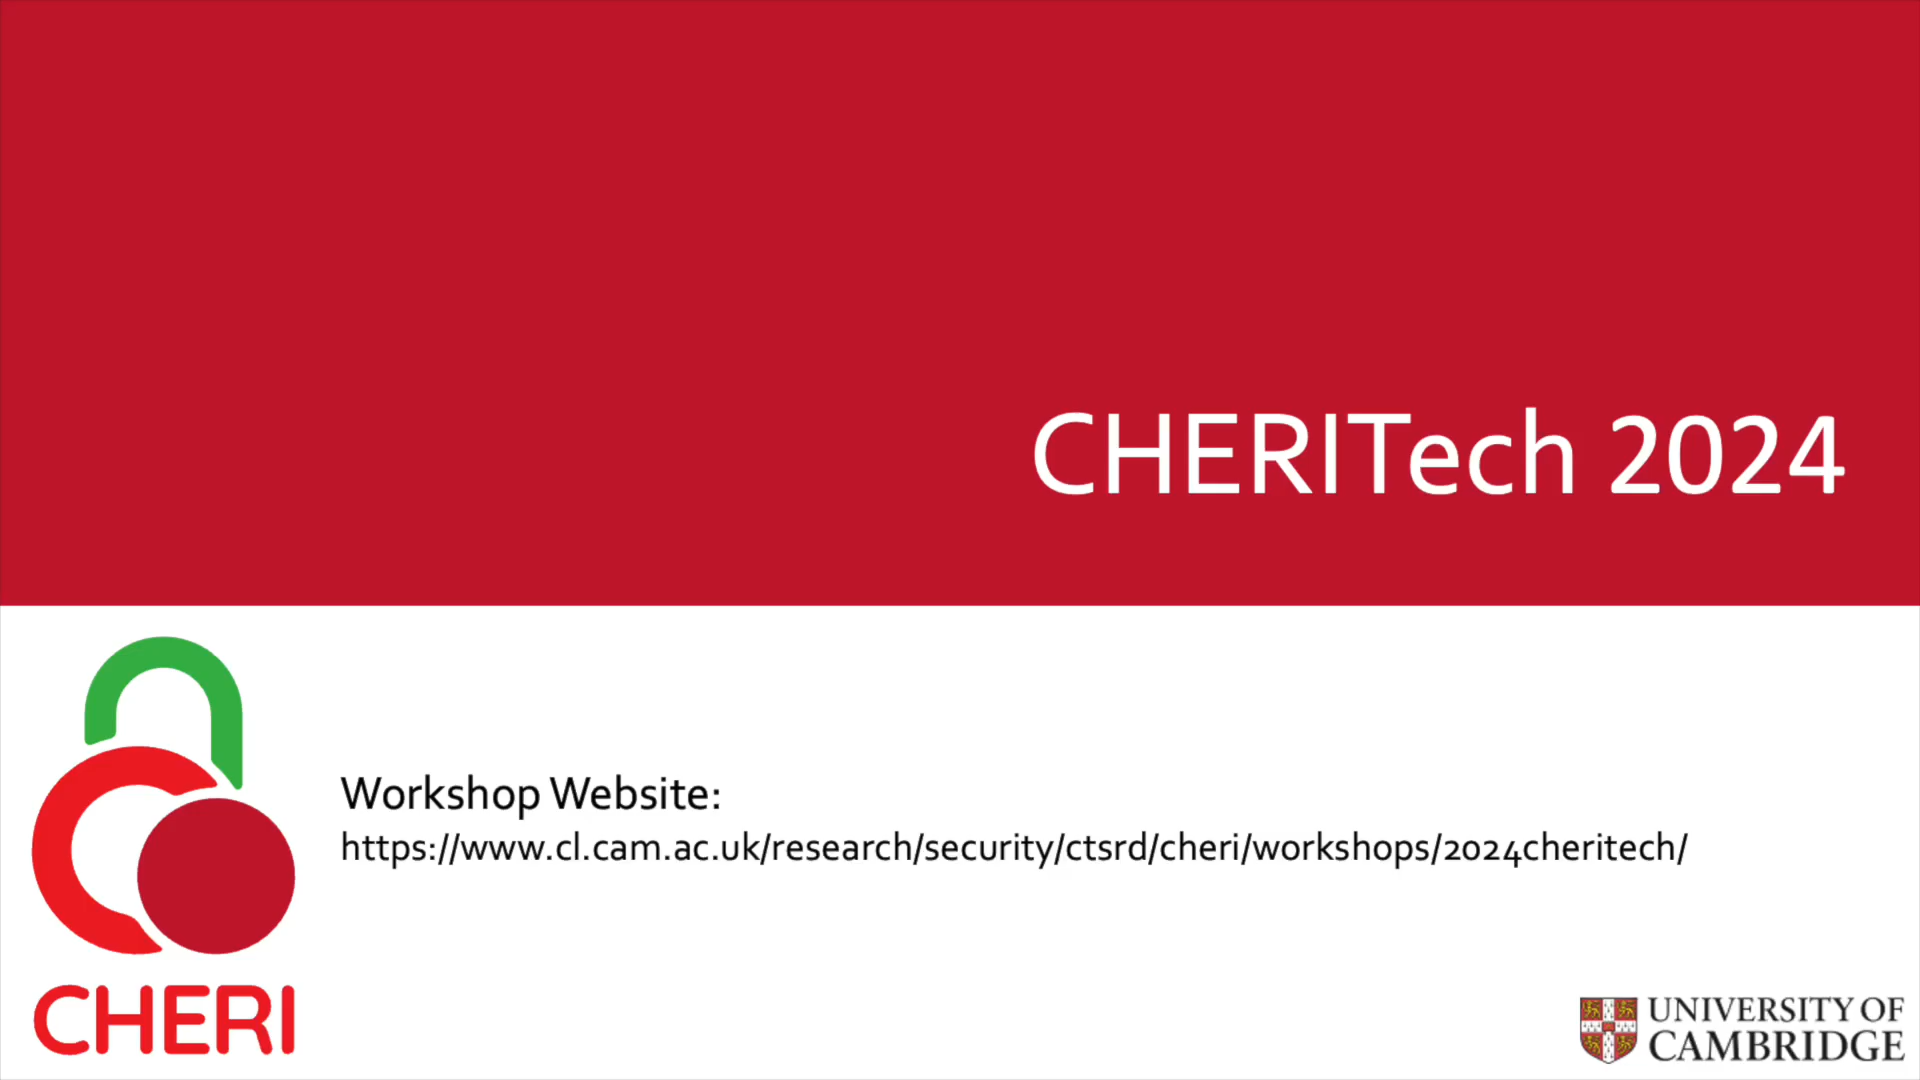 CHERITech 2024
Workshop Website:
https://www.cl.cam.ac.uk/research/security/ctsrd/cheri/workshops/2024cheritech/
CHERI
UNIVERSITY OF
CAMBRIDGE